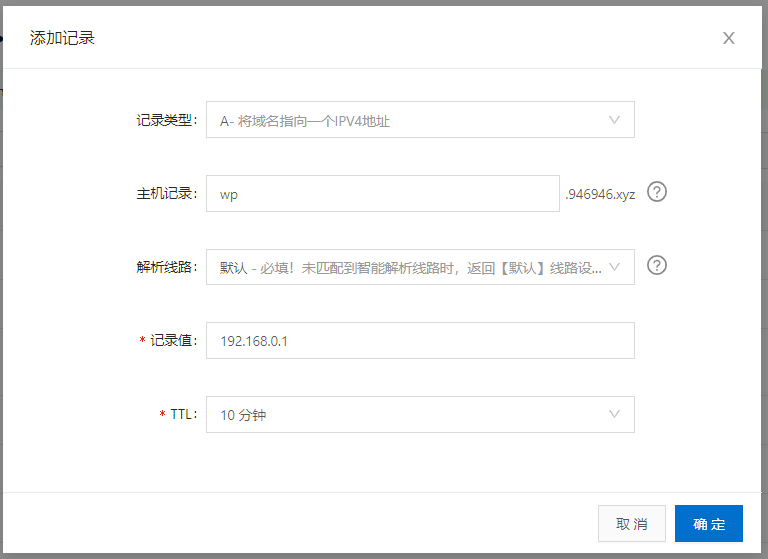 添加记录
记录类型: A- 将域名指向一个IPV4地址
主机记录: wp .946946.xyz ?
解析线路: 默认 - 必填！未匹配到智能解析线路时，返回【默认】线路设... ?
* 记录值: 192.168.0.1
* TTL: 10 分钟
取 消 确 定